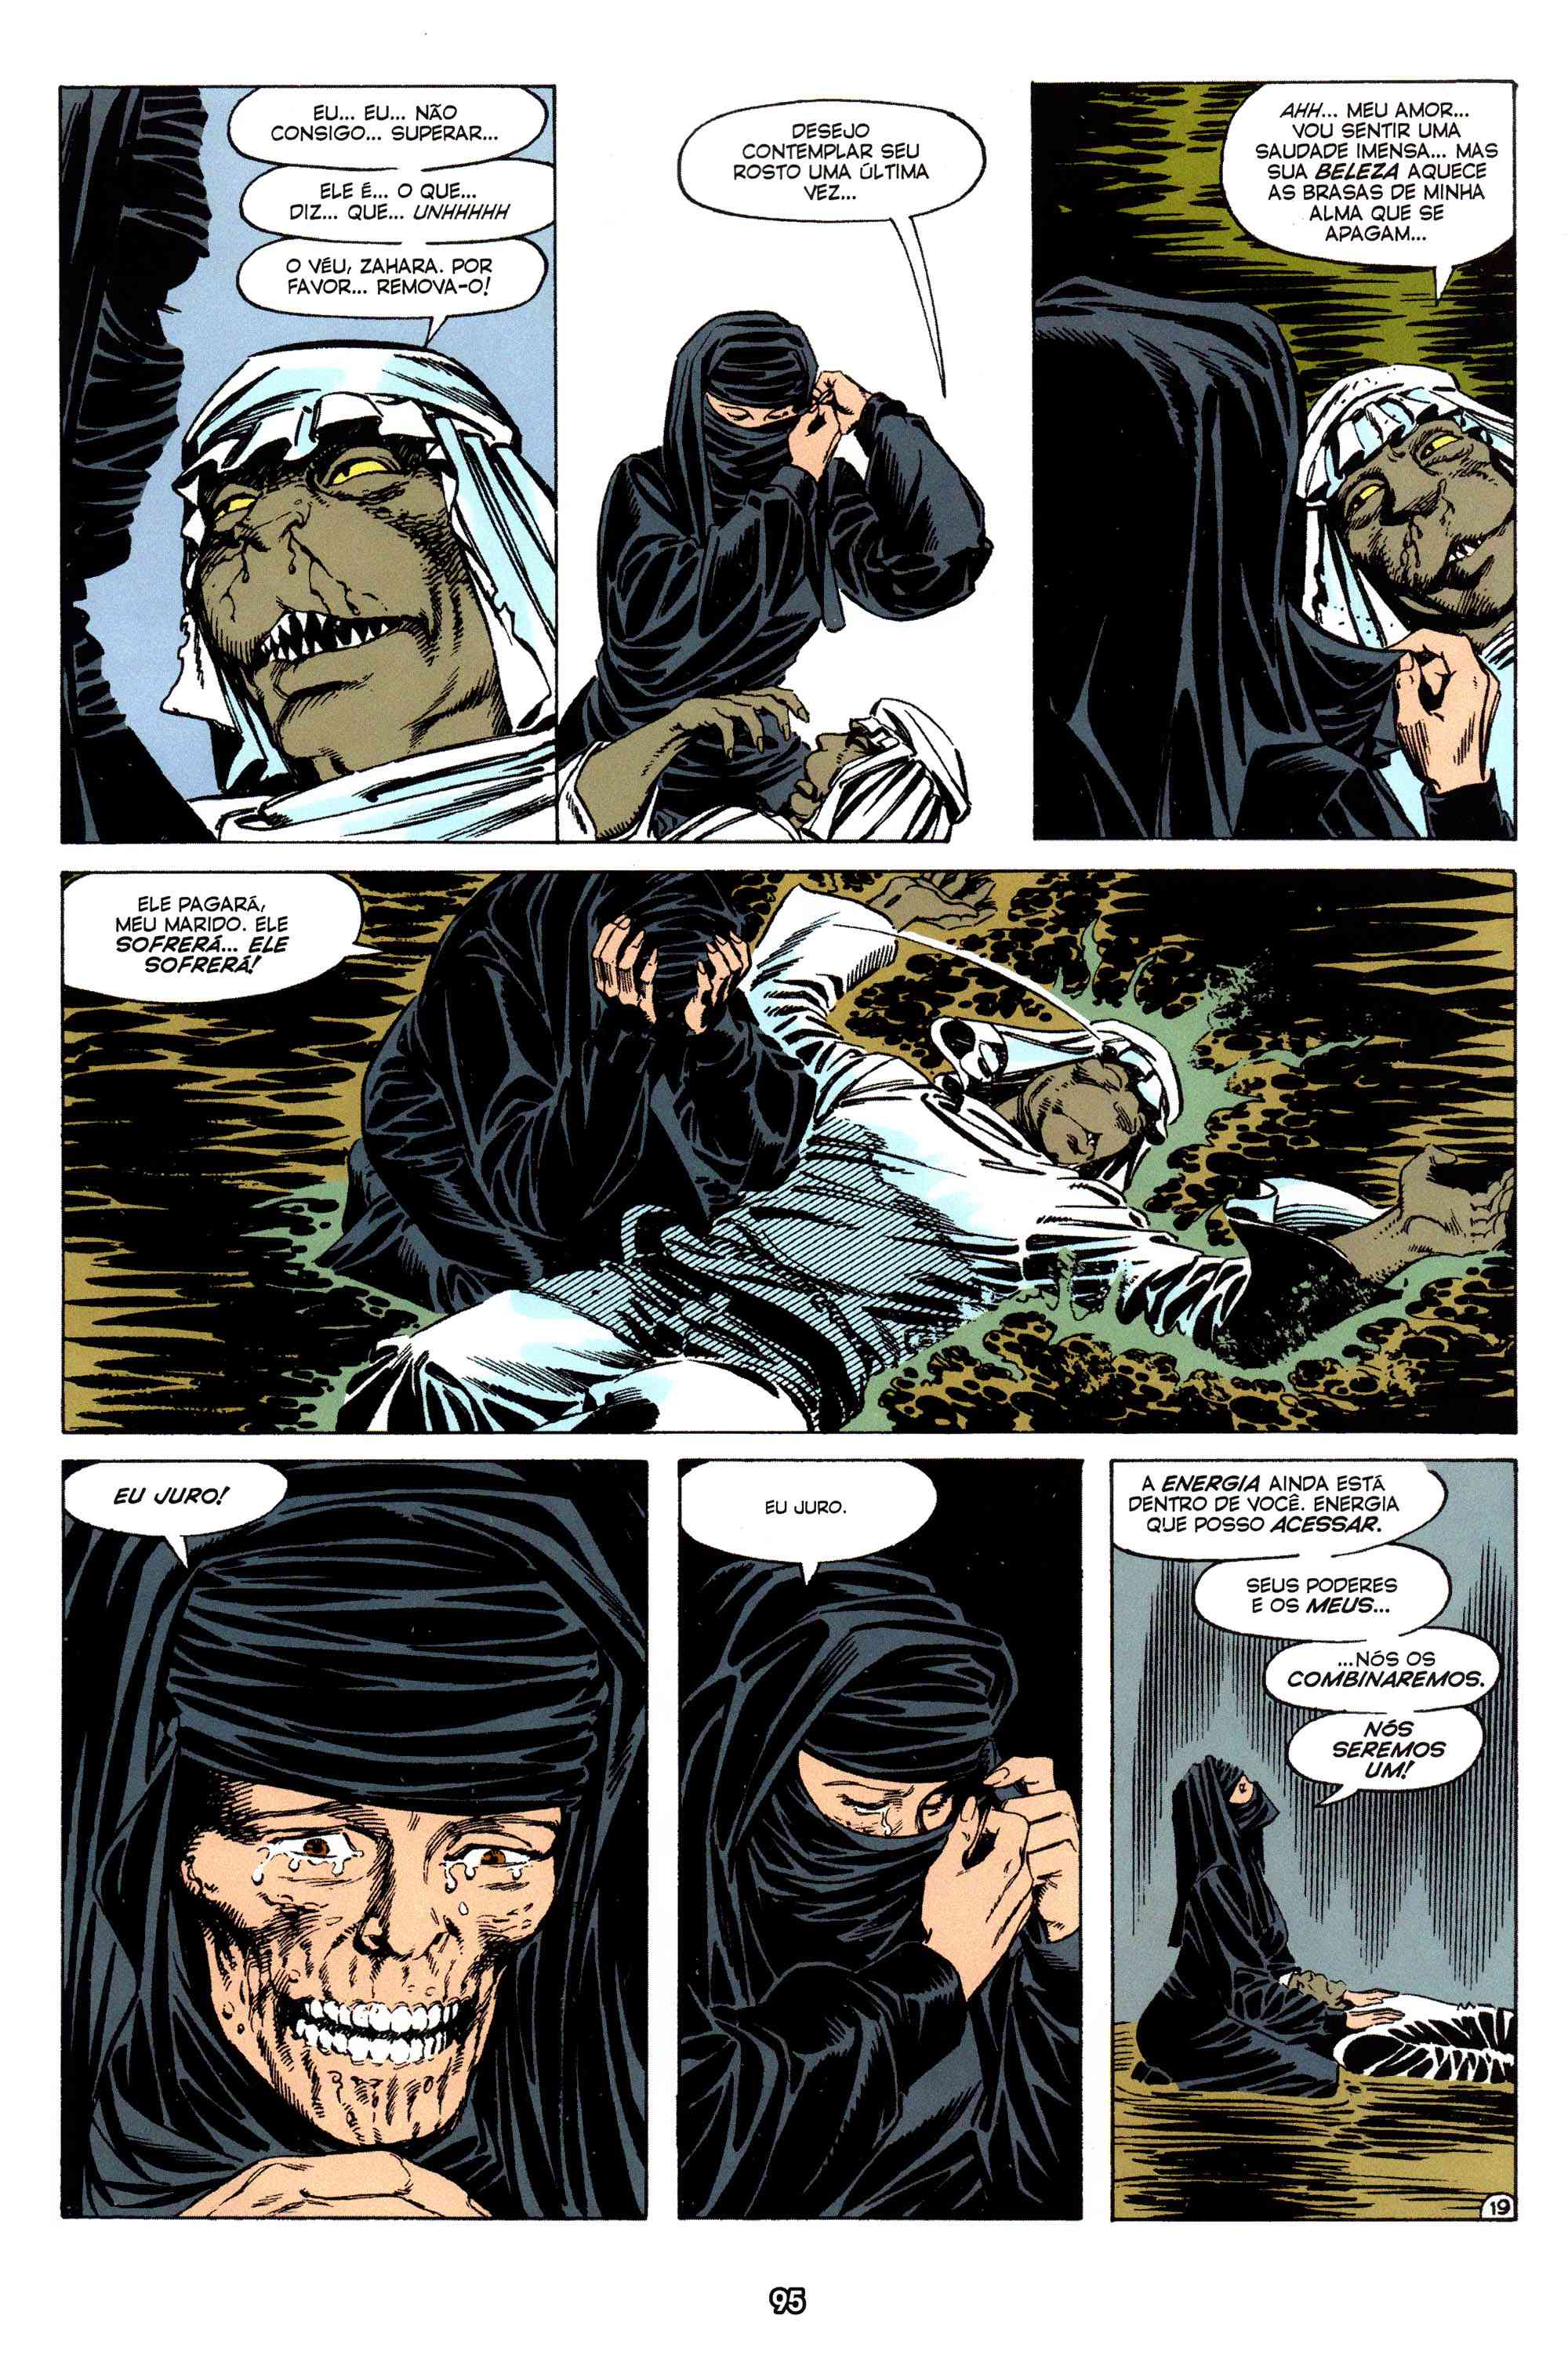 EU... EU... NÃO
CONSIGO... SUPERAR...
ELE É... O QUE...
DIZ... QUE... UNHHHHH
O VÉU, ZAHARA. POR
FAVOR... REMOVA-O!
DESEJO
CONTEMPLAR SEU
ROSTO UMA ÚLTIMA
VEZ...
AHH... MEU AMOR...
VOU SENTIR UMA
SAUDADE IMENSA... MAS
SUA BELEZA AQUECE
AS BRASAS DE MINHA
ALMA QUE SE
APAGAM...
ELE PAGARÁ,
MEU MARIDO. ELE
SOFRERÁ... ELE
SOFRERÁ!
EU JURO!
EU JURO.
A ENERGIA AINDA ESTÁ
DENTRO DE VOCÊ. ENERGIA
QUE POSSO ACESSAR.
SEUS PODERES
E OS MEUS...
...NÓS OS
COMBINAREMOS.
NÓS
SEREMOS
UM!
19
95